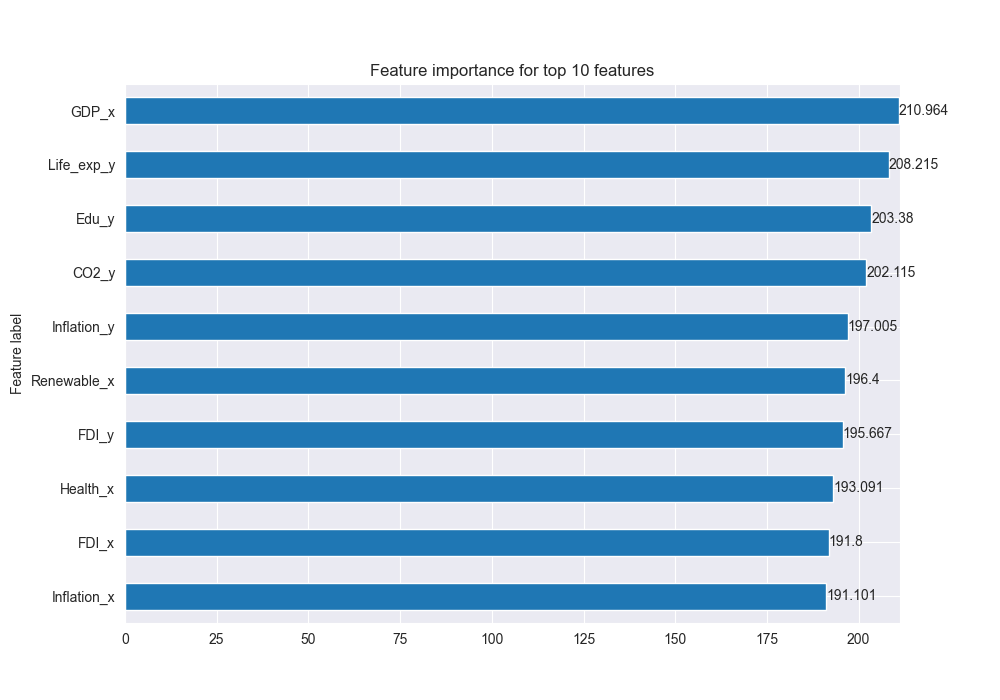 Feature importance for top 10 features
GDP_x 210.964
Life_exp_y 208.215
Edu_y 203.38
CO2_y 202.115
Inflation_y 197.005
Renewable_x 196.4
FDI_y 195.667
Health_x 193.091
FDI_x 191.8
Inflation_x 191.101
Feature label
0 25 50 75 100 125 150 175 200